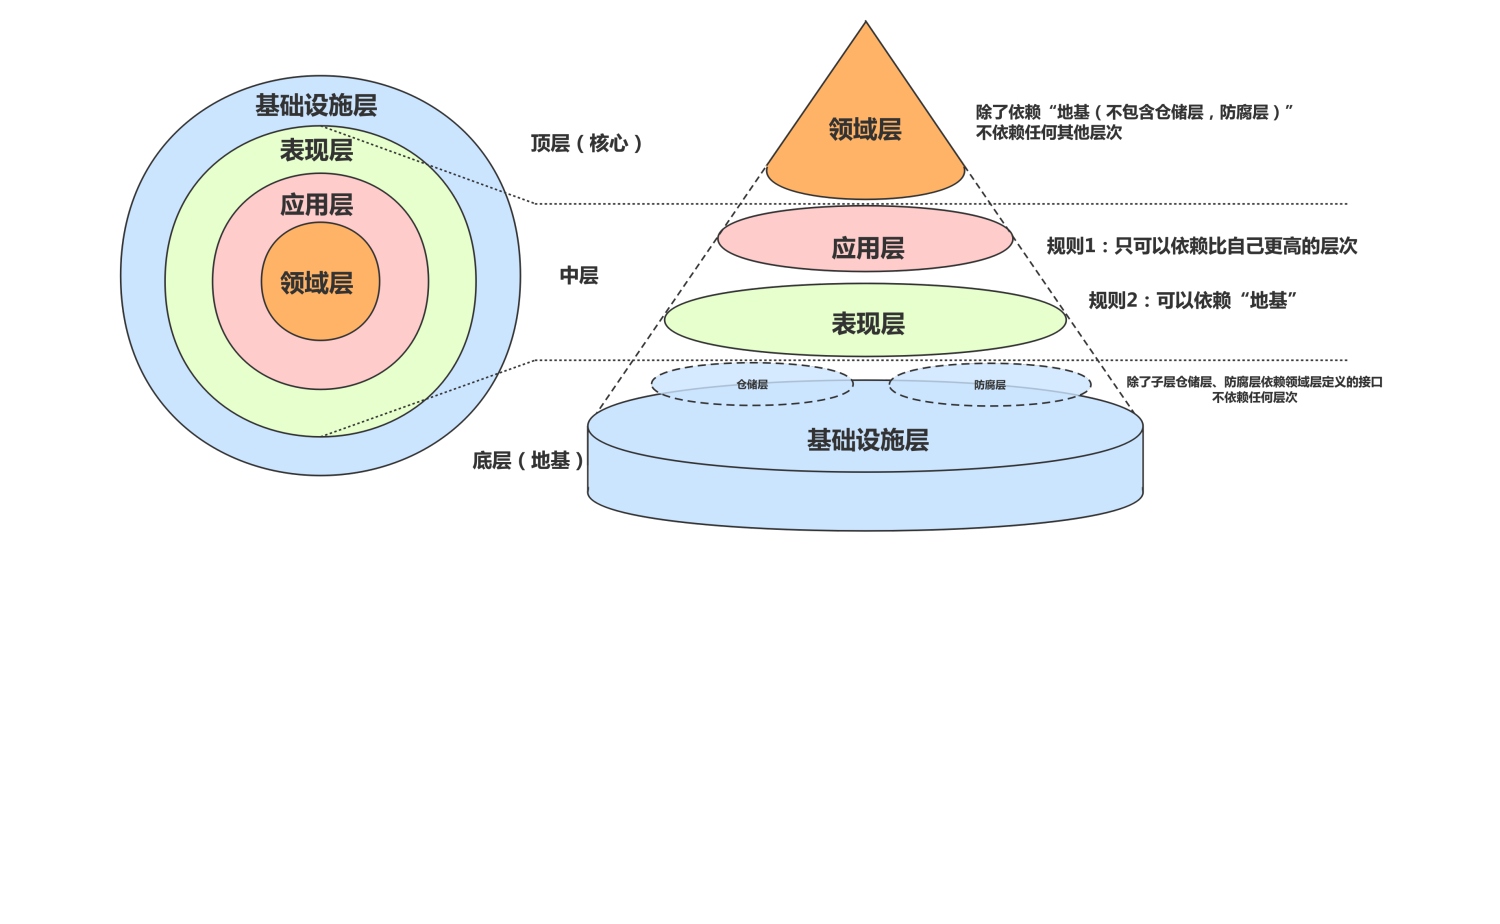 基础设施层
表现层
应用层
领域层
顶层（核心）
中层
底层（地基）
领域层
应用层
表现层
仓储层
防腐层
基础设施层
除了依赖“地基（不包含仓储层，防腐层）”
不依赖任何其他层次
规则1：只可以依赖比自己更高的层次
规则2：可以依赖“地基”
除了子层仓储层、防腐层依赖领域层定义的接口
不依赖任何层次